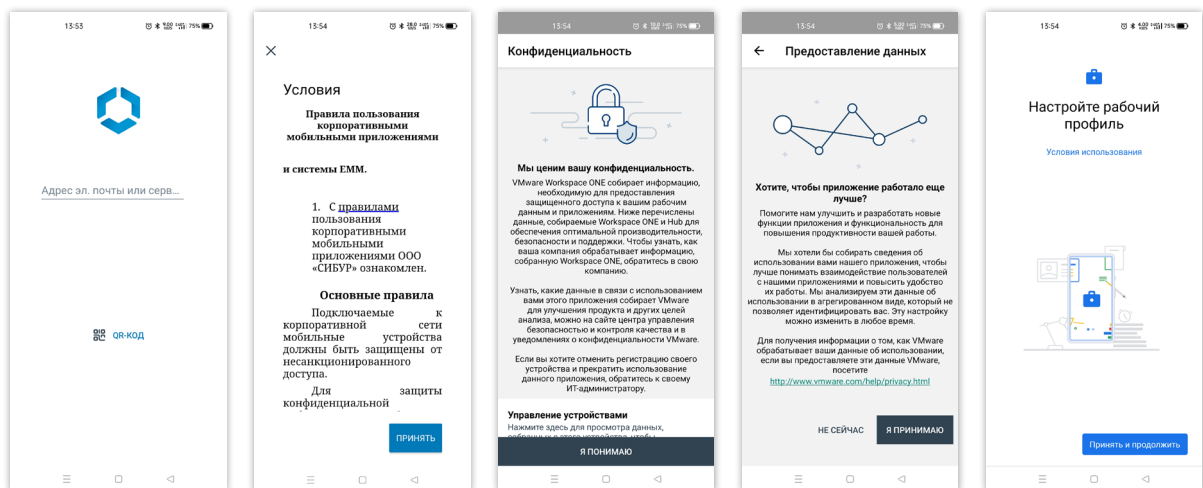 13:53
75%
Адрес эл. почты или серв...
QR-КОД
13:54
75%
Условия
Правила пользования
корпоративными
мобильными приложениями
и системы EMM.
1. С правилами
пользования
корпоративными
мобильными
приложениями ООО
«СИБУР» ознакомлен.
Основные правила
Подключаемые к
корпоративной сети
мобильные устройства
должны быть защищены от
несанкционированного
доступа.
Для защиты
конфиденциальной
ПРИНЯТЬ
13:54
75%
Конфиденциальность
Мы ценим вашу конфиденциальность.
VMware Workspace ONE собирает информацию,
необходимую для предоставления
защищенного доступа к вашим рабочим
данным и приложениям. Ниже перечислены
данные, собираемые Workspace ONE и Hub для
обеспечения оптимальной производительности,
безопасности и поддержки. Чтобы узнать, как
ваша компания обрабатывает информацию,
собранную Workspace ONE, обратитесь в свою
компанию.
Узнать, какие данные в связи с использованием
вами этого приложения собирает VMware
для улучшения продукта и других целей
анализа, можно на сайте центра управления
безопасностью и контроля качества и в
уведомлениях о конфиденциальности VMware.
Если вы хотите отменить регистрацию своего
устройства и прекратить использование
данного приложения, обратитесь к своему
ИТ-администратору.
Управление устройствами
Нажмите здесь для просмотра данных,
собранных с этого устройства, чтобы
Я ПОНИМАЮ
13:54
75%
Предоставление данных
Хотите, чтобы приложение работало еще
лучше?
Помогите нам улучшить и разработать новые
функции приложения и функциональность для
повышения продуктивности вашей работы.
Мы хотели бы собирать сведения об
использовании вами нашего приложения, чтобы
лучше понимать взаимодействие пользователей
с нашими приложениями и повысить удобство
их работы. Мы анализируем эти данные об
использовании в агрегированном виде, который не
позволяет идентифицировать вас. Эту настройку
можно изменить в любое время.
Для получения информации о том, как VMware
обрабатывает ваши данные об использовании,
если вы предоставляете эти данные VMware,
посетите
http://www.vmware.com/help/privacy.html
НЕ СЕЙЧАС
Я ПРИНИМАЮ
13:54
75%
Настройте рабочий
профиль
Условия использования
Принять и продолжить